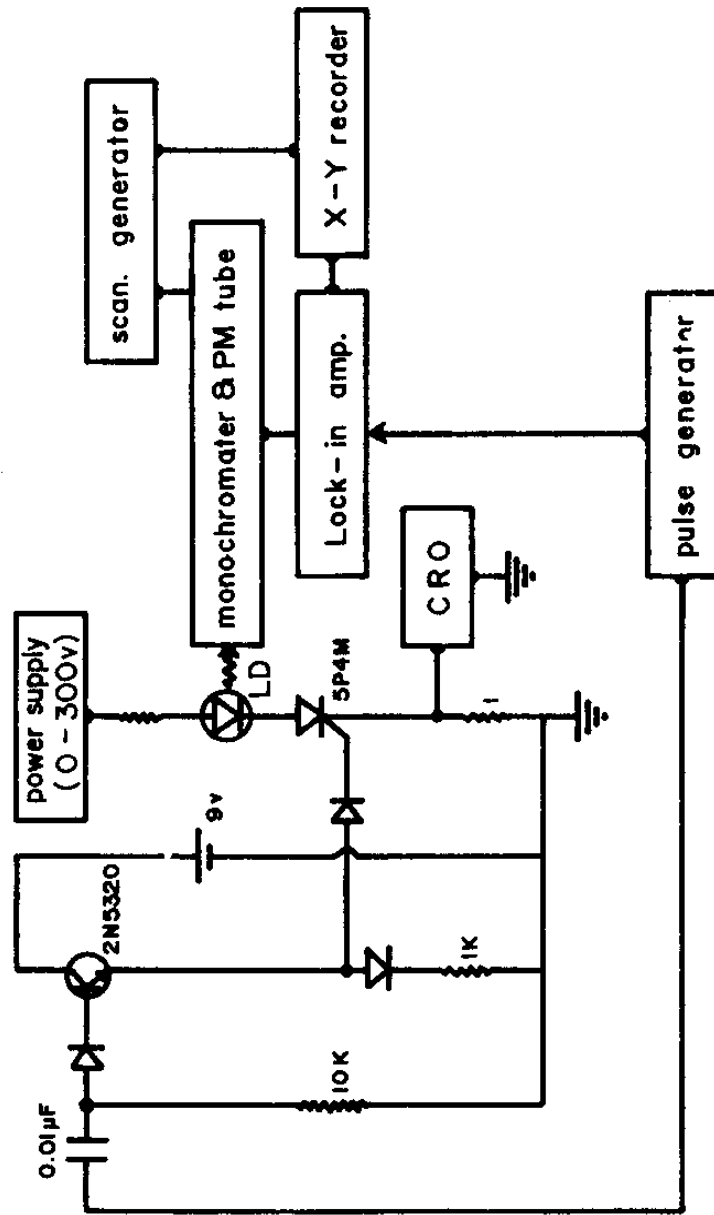 0.01µF
2N5320
9v
power supply
(0-300v)
LD
monochromater & PM tube
scan. generator
10K
1K
5P4M
1
CRO
Lock-in amp.
X-Y recorder
pulse generator